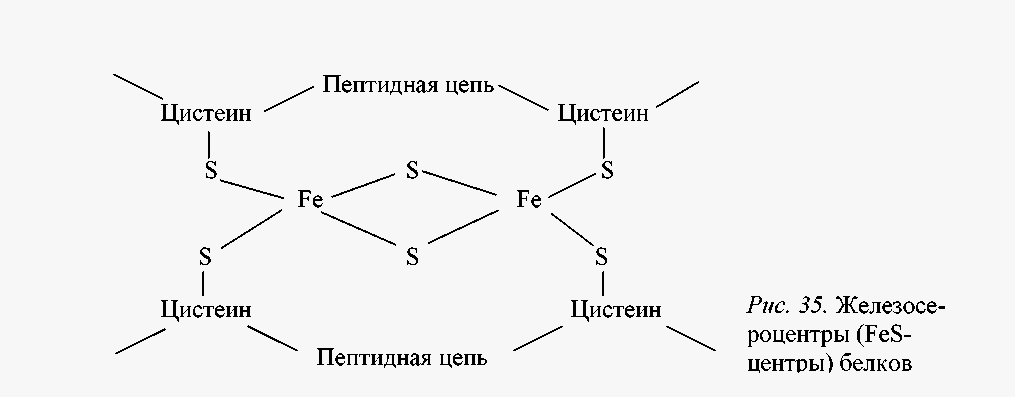 Пептидная цепь
Цистеин Цистеин
S S S
Fe Fe
S S S
Цистеин Цистеин
Пептидная цепь
Рис. 35. Железосе-
роцентры (FeS-
центры) белков